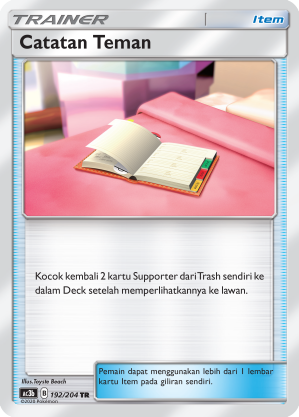 TRAINER
Item
Catatan Teman
Kocok kembali 2 kartu Supporter dari Trash sendiri ke
dalam Deck setelah memperlihatkannya ke lawan.
Illus.Toyste Beach
Pemain dapat menggunakan lebih dari 1 lembar
kartu Item pada giliran sendiri.
AC3b D 192/204 TR
©2020 Pokémon